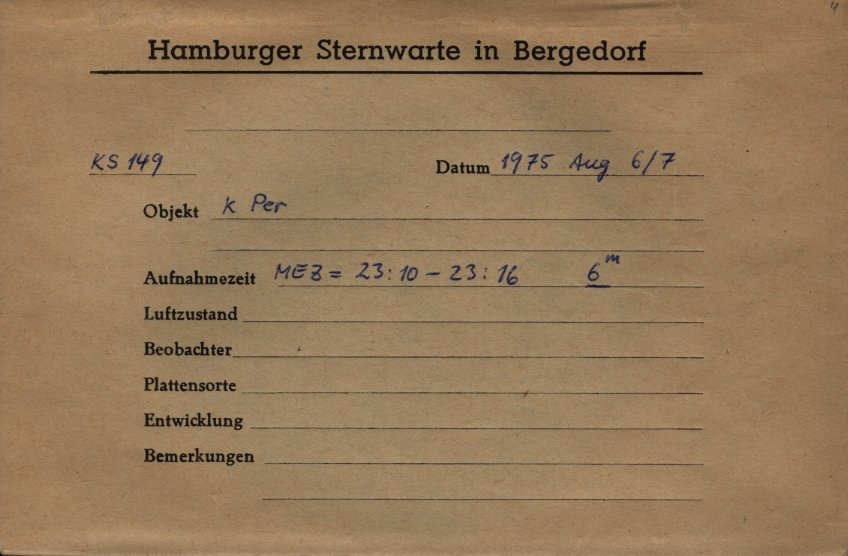 4
Hamburger Sternwarte in Bergedorf
KS 149 Datum 1975 Aug 6/7
Objekt K Per
Aufnahmezeit MEZ = 23:10 – 23:16 6ᵐ
Luftzustand
Beobachter
Plattensorte
Entwicklung
Bemerkungen